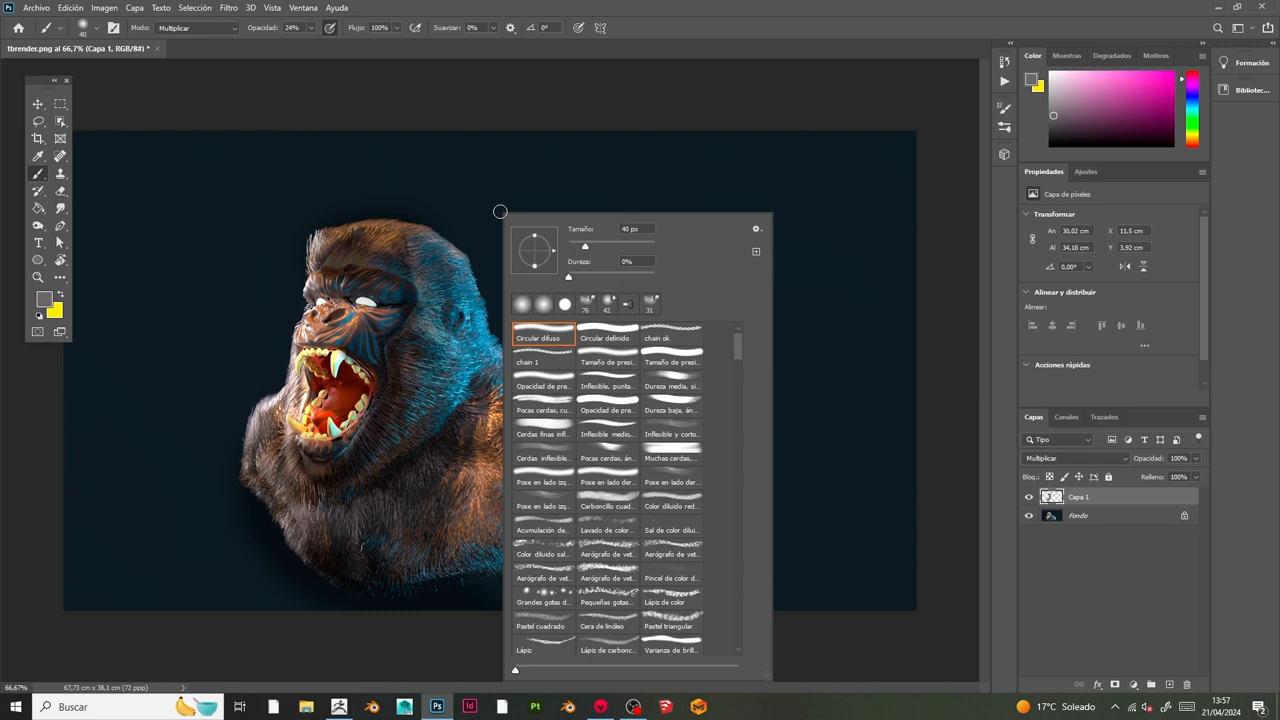 Ps Archivo Edición Imagen Capa Texto Selección Filtro 3D Vista Ventana Ayuda
40 Modo: Multiplicar Opacidad: 24% Flujo: 100% Suavizar: 0% 0°
tbrender.png al 66,7% (Capa 1, RGB/8#) *
Color Muestras Degradados Motivos
Formación
Bibliotec...
Propiedades Ajustes
Capa de píxeles
Transformar
An 30,02 cm X 11,5 cm
Al 34,18 cm Y 3,92 cm
0,00°
Alinear y distribuir
Alinear:
Acciones rápidas
Capas Canales Trazados
Tipo
Multiplicar Opacidad: 100%
Bloq.: Relleno: 100%
Capa 1
Fondo
Tamaño: 40 px
Dureza: 0%
76 42 31
Circular difuso Circular definido chain ok
chain 1 Tamaño de presi... Tamaño de presi...
Opacidad de pre... Inflexible, punta... Dureza media, si...
Pocas cerdas, cu... Opacidad de pre... Dureza baja, án...
Cerdas finas infl... Inflexible medio,... Inflexible y corto...
Cerdas inflexible... Pocas cerdas, án... Muchas cerdas,...
Pose en lado izq... Pose en lado der... Pose en lado der...
Pose en lado izq... Carboncillo cuad... Color diluido red...
Acumulación de... Lavado de color... Sal de color dilui...
Color diluido sal... Aerógrafo de vet... Aerógrafo de vet...
Aerógrafo de vet... Aerógrafo de vet... Pincel de color d...
Grandes gotas d... Pequeñas gotas... Lápiz de color
Pastel cuadrado Cera de linóleo Pastel triangular
Lápiz Lápiz de carbonc... Varianza de brill...
66,67% 67,73 cm x 38,1 cm (72 ppp)
Buscar
Ps Id Pt
17°C Soleado
13:57
21/04/2024